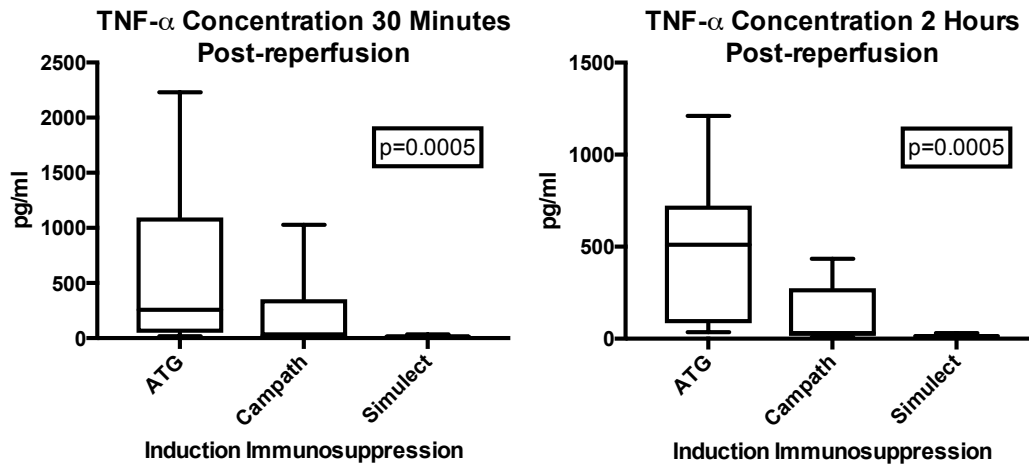 TNF-α Concentration 30 Minutes
Post-reperfusion
2500
2000
1500
1000
500
0
pg/ml
p=0.0005
ATG
Campath
Simulect
Induction Immunosuppression
TNF-α Concentration 2 Hours
Post-reperfusion
1500
1000
500
0
pg/ml
p=0.0005
ATG
Campath
Simulect
Induction Immunosuppression